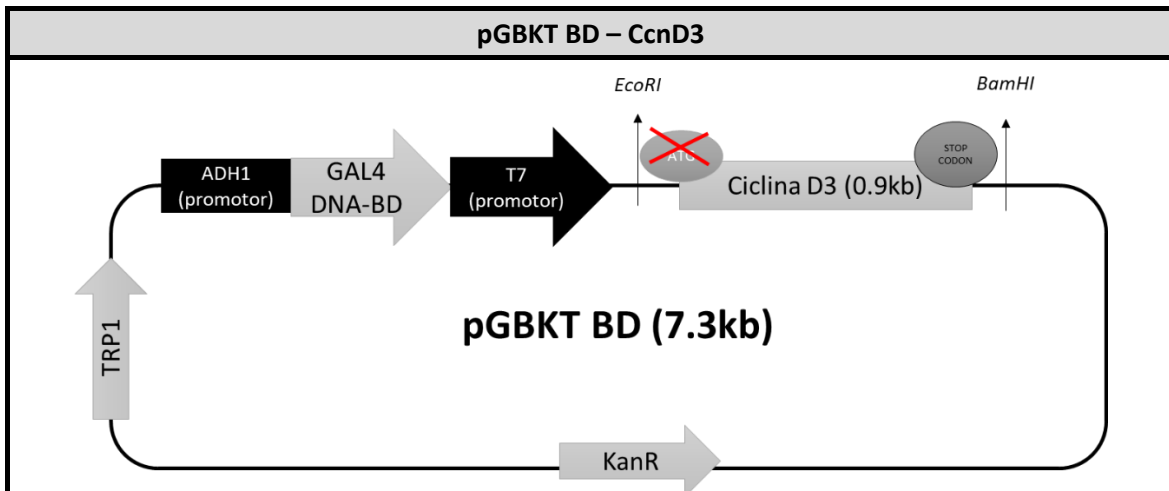 pGBKT BD – CcnD3
EcoRI
BamHI
ADH1
(promotor)
GAL4
DNA-BD
T7
(promotor)
ATG
Ciclina D3 (0.9kb)
STOP
CODON
TRP1
pGBKT BD (7.3kb)
KanR